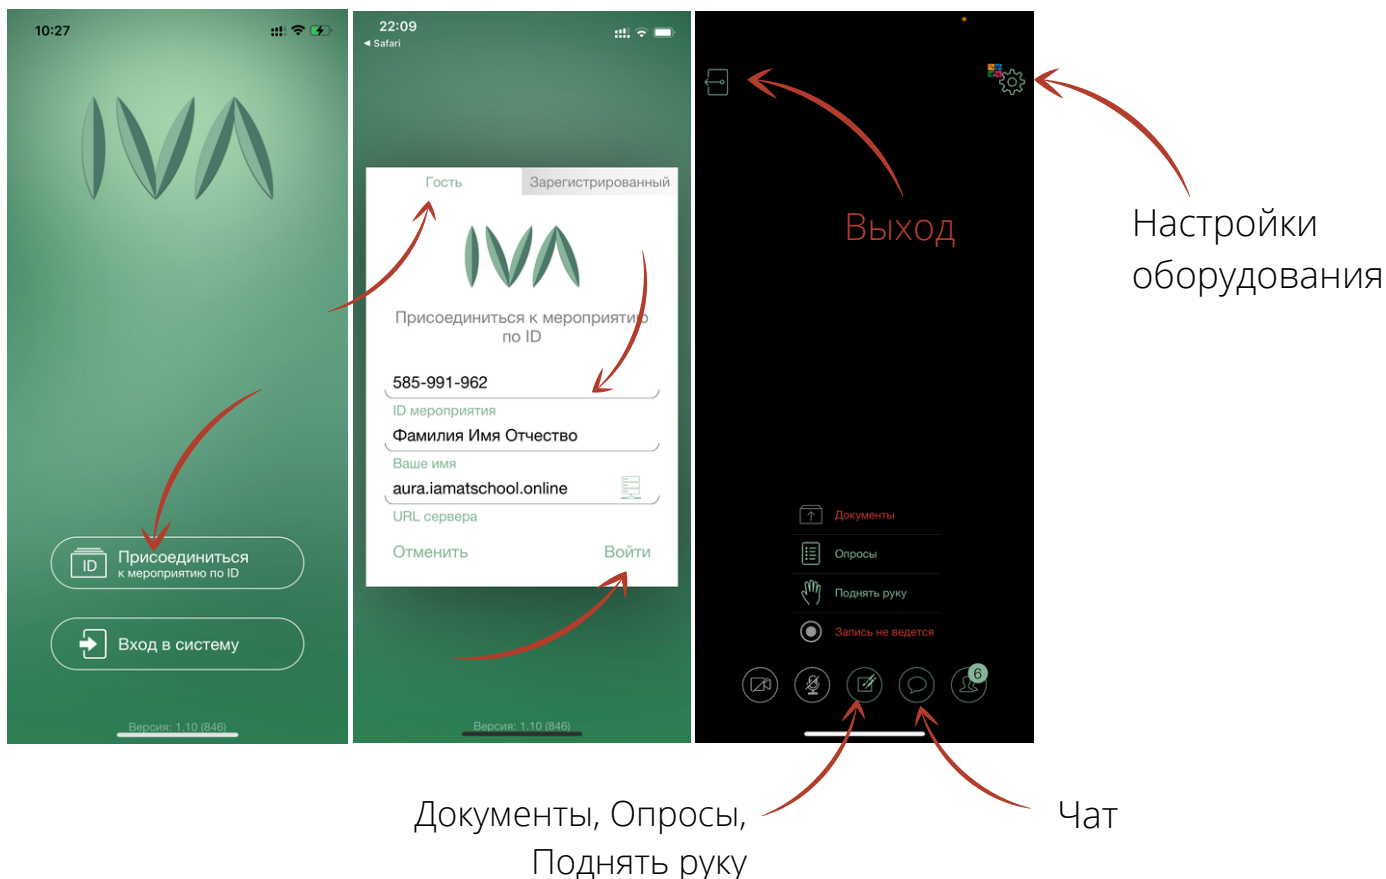 10:27
IVA
ID
Присоединиться
к мероприятию по ID
Вход в систему
Версия: 1.10 (846)
22:09
Safari
Гость
Зарегистрированный
IVA
Присоединиться к мероприятию
по ID
585-991-962
ID мероприятия
Фамилия Имя Отчество
Ваше имя
aura.iamatschool.online
URL сервера
Отменить
Войти
Версия: 1.10 (846)
Выход
Документы
Опросы
Поднять руку
Запись не ведется
6
Настройки
оборудования
Документы, Опросы,
Поднять руку
Чат